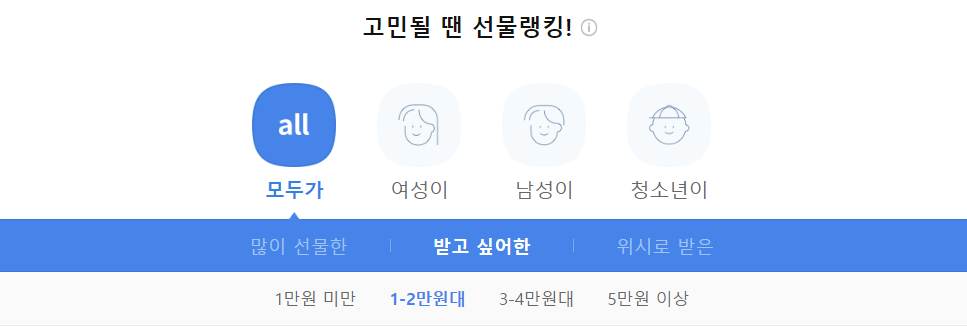 고민될 땐 선물랭킹!
all
모두가 여성이 남성이 청소년이
많이 선물한 받고 싶어한 위시로 받은
1만원 미만 1-2만원대 3-4만원대 5만원 이상